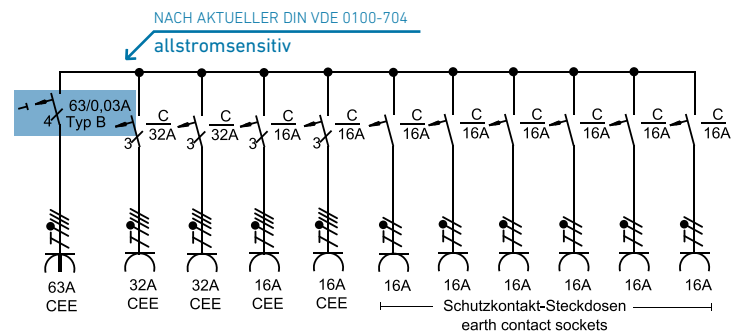 NACH AKTUELLER DIN VDE 0100-704
allstromsensitiv
63/0,03A
4 Typ B
3 C 32A
3 C 32A
3 C 16A
3 C 16A
C 16A
C 16A
C 16A
C 16A
C 16A
C 16A
63A CEE
32A CEE
32A CEE
16A CEE
16A CEE
16A
16A
16A
16A
16A
16A
Schutzkontakt-Steckdosen
earth contact sockets